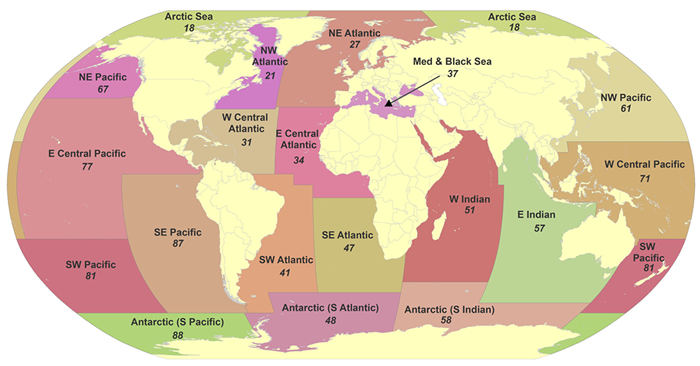 Arctic Sea
18
Arctic Sea
18
NE Atlantic
27
NW
Atlantic
21
Med & Black Sea
37
NE Pacific
67
NW Pacific
61
W Central
Atlantic
31
E Central
Atlantic
34
E Central Pacific
77
W Central Pacific
71
W Indian
51
E Indian
57
SE Pacific
87
SE Atlantic
47
SW Atlantic
41
SW Pacific
81
SW
Pacific
81
Antarctic (S Pacific)
88
Antarctic (S Atlantic)
48
Antarctic (S Indian)
58